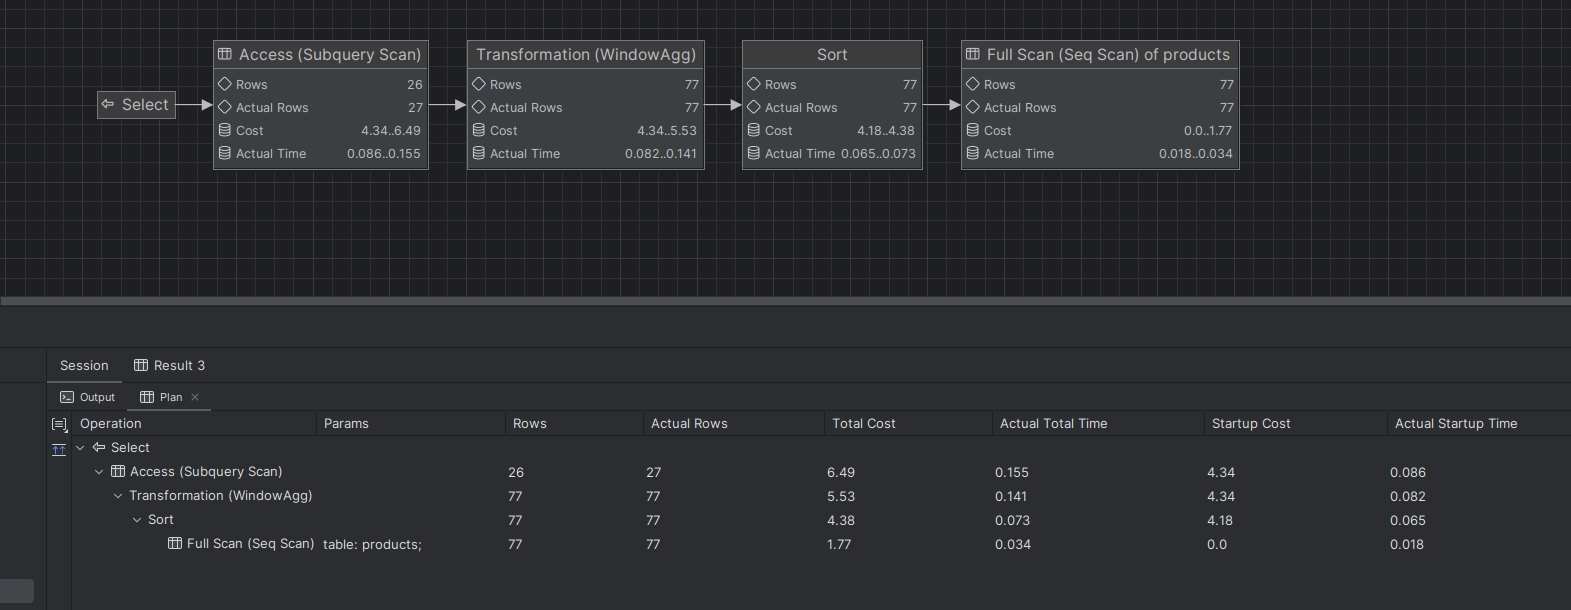 Select
Access (Subquery Scan)
Rows 26
Actual Rows 27
Cost 4.34..6.49
Actual Time 0.086..0.155
Transformation (WindowAgg)
Rows 77
Actual Rows 77
Cost 4.34..5.53
Actual Time 0.082..0.141
Sort
Rows 77
Actual Rows 77
Cost 4.18..4.38
Actual Time 0.065..0.073
Full Scan (Seq Scan) of products
Rows 77
Actual Rows 77
Cost 0.0..1.77
Actual Time 0.018..0.034
Session Result 3
Output Plan
Operation Params Rows Actual Rows Total Cost Actual Total Time Startup Cost Actual Startup Time
Select
Access (Subquery Scan) 26 27 6.49 0.155 4.34 0.086
Transformation (WindowAgg) 77 77 5.53 0.141 4.34 0.082
Sort 77 77 4.38 0.073 4.18 0.065
Full Scan (Seq Scan) table: products; 77 77 1.77 0.034 0.0 0.018